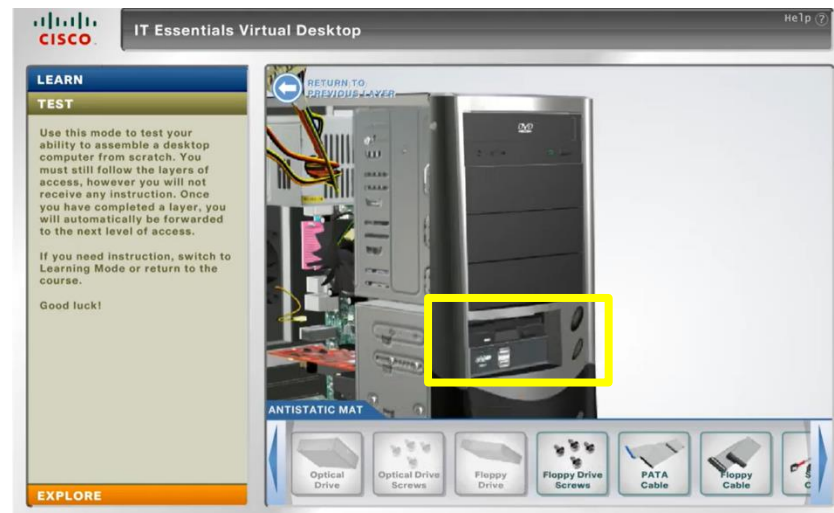 CISCO
IT Essentials Virtual Desktop
Help ?
LEARN
TEST
Use this mode to test your
ability to assemble a desktop
computer from scratch. You
must still follow the layers of
access, however you will not
receive any instruction. Once
you have completed a layer, you
will automatically be forwarded
to the next level of access.
If you need instruction, switch to
Learning Mode or return to the
course.
Good luck!
EXPLORE
RETURN TO
PREVIOUS LAYER
DVD
ANTISTATIC MAT
Optical
Drive
Optical Drive
Screws
Floppy
Drive
Floppy Drive
Screws
PATA
Cable
Floppy
Cable